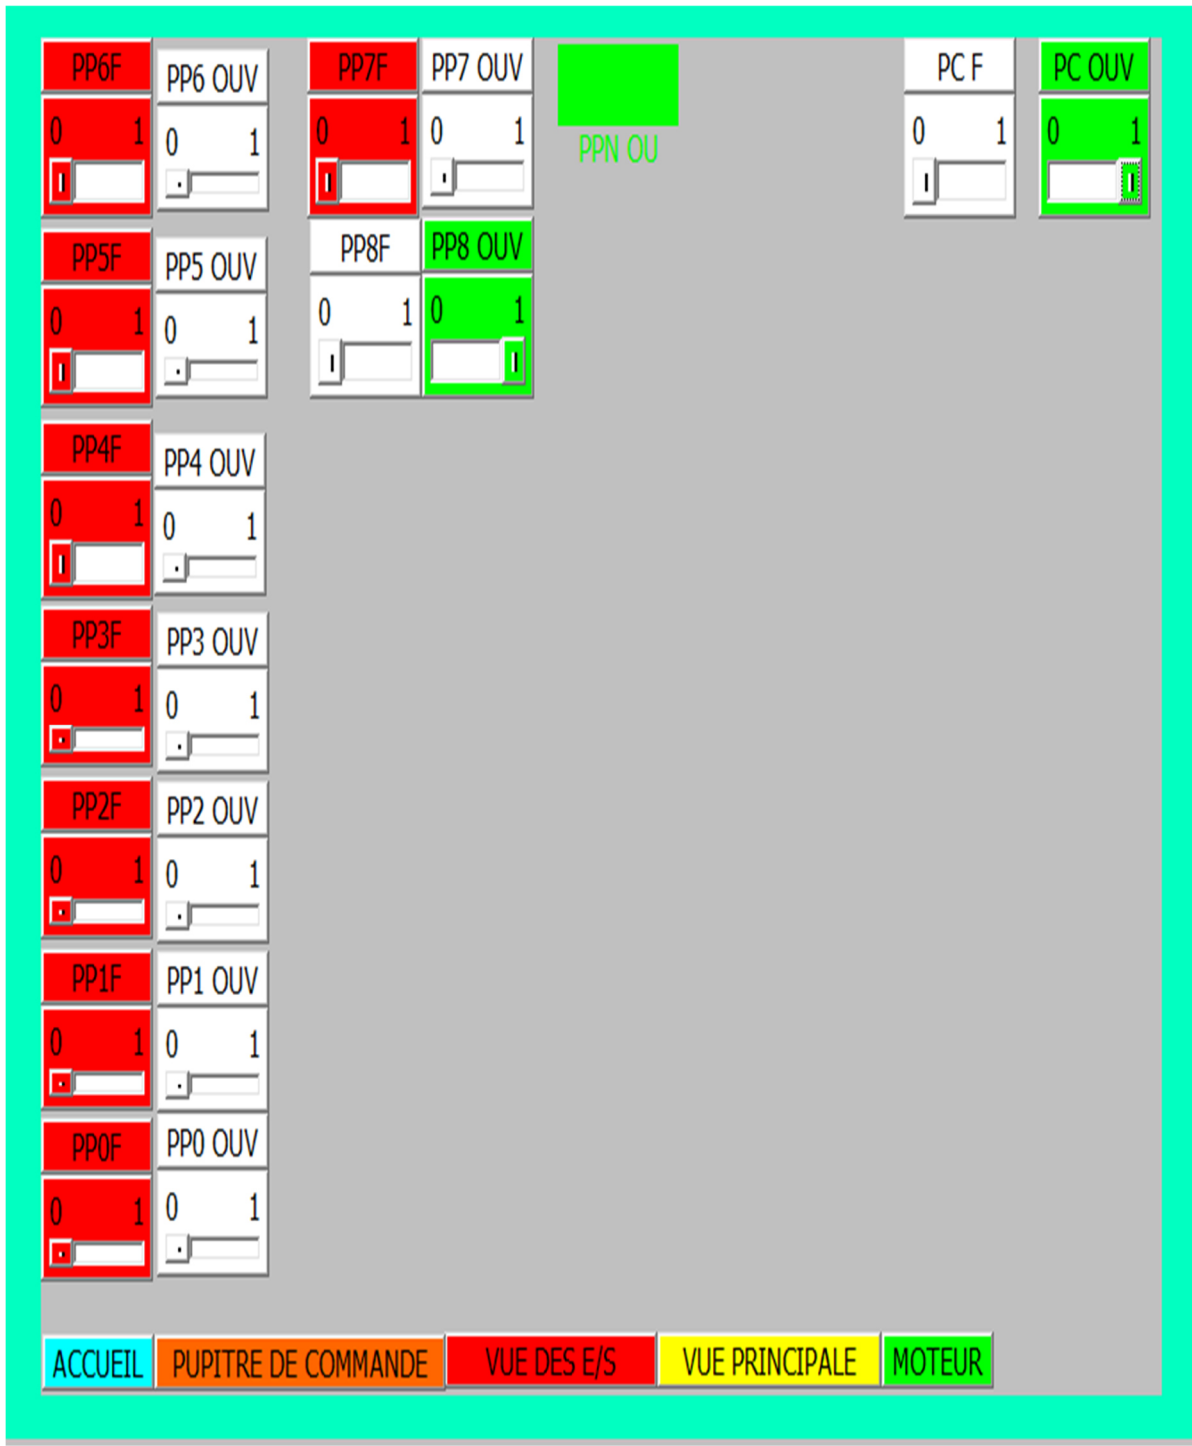 PP6F PP6 OUV PP7F PP7 OUV PC F PC OUV
0 1 0 1 0 1 0 1 PPN OU 0 1 0 1
PP5F PP5 OUV PP8F PP8 OUV
0 1 0 1 0 1 0 1
PP4F PP4 OUV
0 1 0 1
PP3F PP3 OUV
0 1 0 1
PP2F PP2 OUV
0 1 0 1
PP1F PP1 OUV
0 1 0 1
PP0F PP0 OUV
0 1 0 1
ACCUEIL PUPITRE DE COMMANDE VUE DES E/S VUE PRINCIPALE MOTEUR